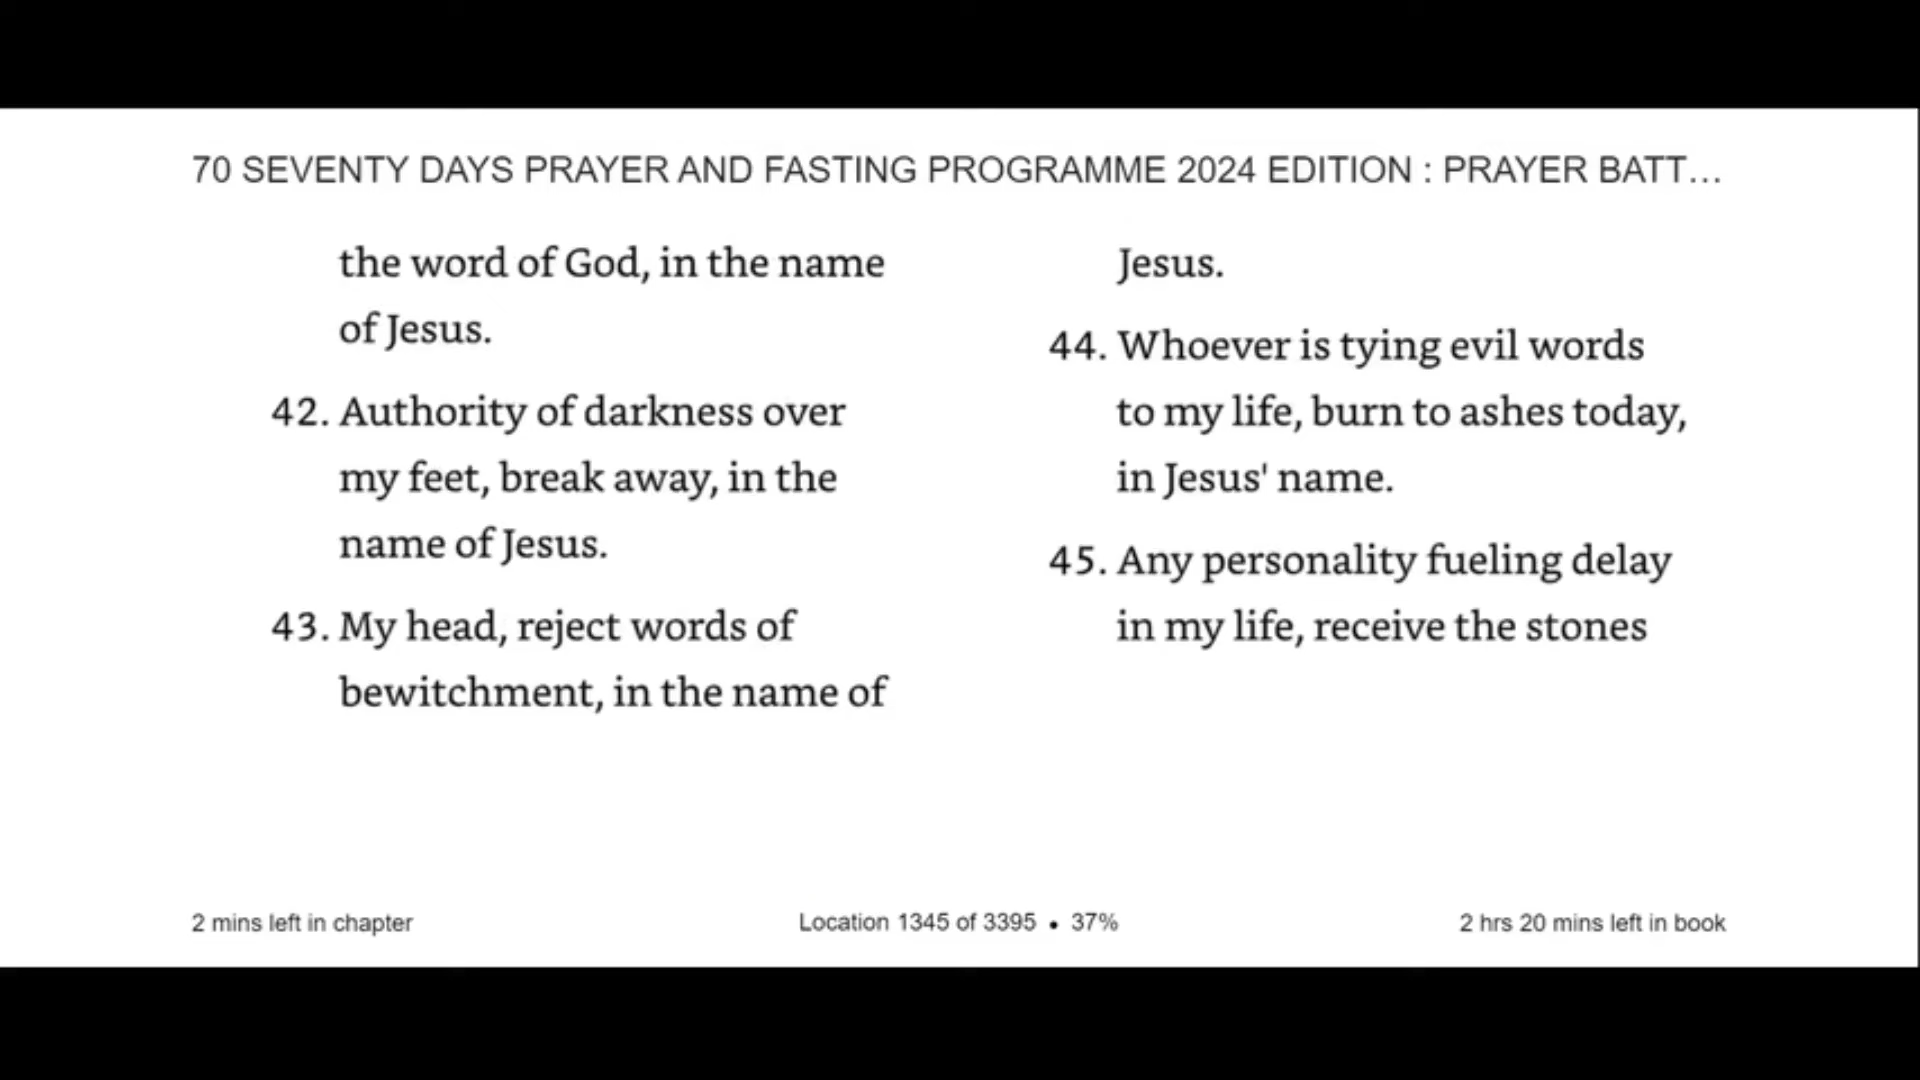 70 SEVENTY DAYS PRAYER AND FASTING PROGRAMME 2024 EDITION : PRAYER BATT…
the word of God, in the name
of Jesus.
42. Authority of darkness over
my feet, break away, in the
name of Jesus.
43. My head, reject words of
bewitchment, in the name of
Jesus.
44. Whoever is tying evil words
to my life, burn to ashes today,
in Jesus' name.
45. Any personality fueling delay
in my life, receive the stones
2 mins left in chapter
Location 1345 of 3395 • 37%
2 hrs 20 mins left in book